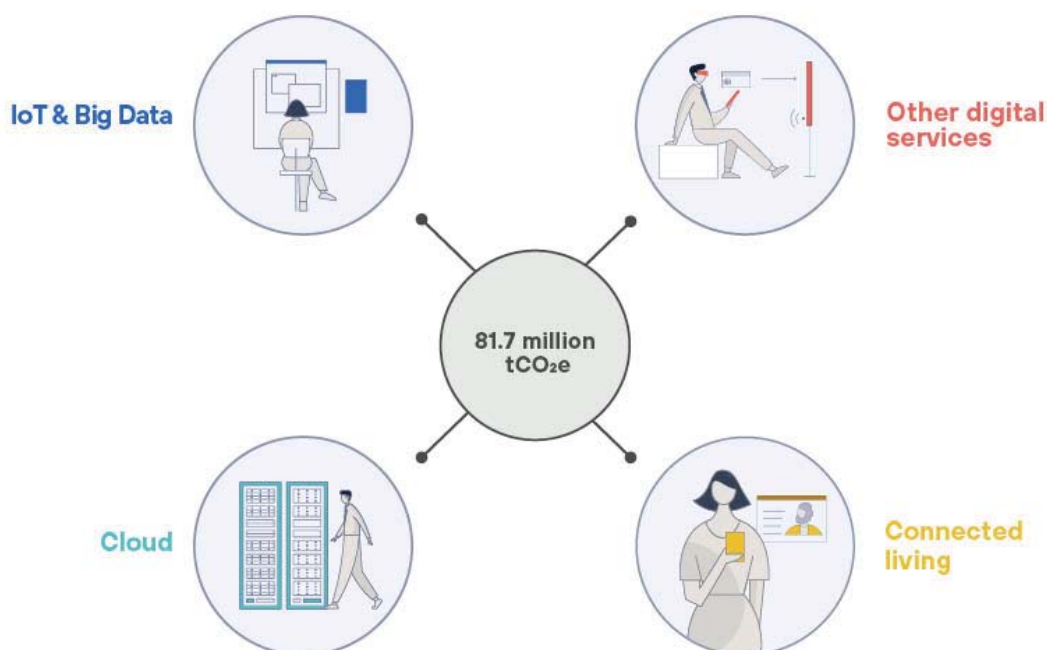 IoT & Big Data
Other digital
services
81.7 million
tCO₂e
Cloud
Connected
living